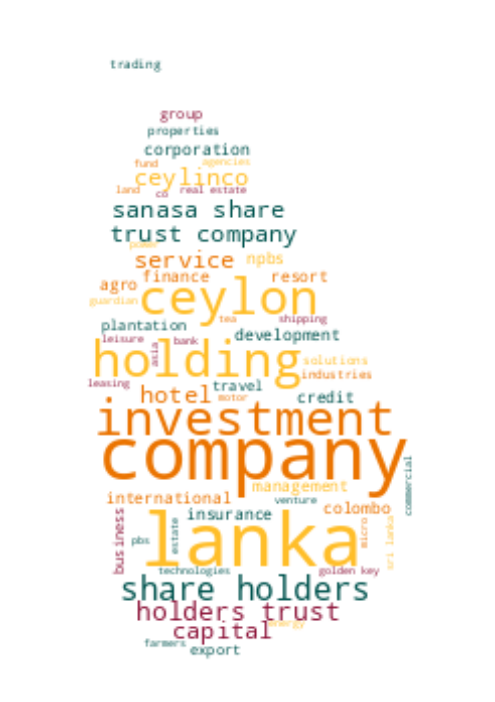 trading
group
properties
corporation
fund agencies
ceylinco
land co real estate
sanasa share
trust company
power
service npbs
finance resort
agro
guardian ceylon
tea shipping
plantation
leisure bank development
asia
holding solutions
industries
leasing travel
hotel motor credit
investment
company
management
international venture commercial
insurance colombo
business
estate lanka micro sri lanka
pbs
technologies golden key
share holders
holders trust
capital energy
farmers
export